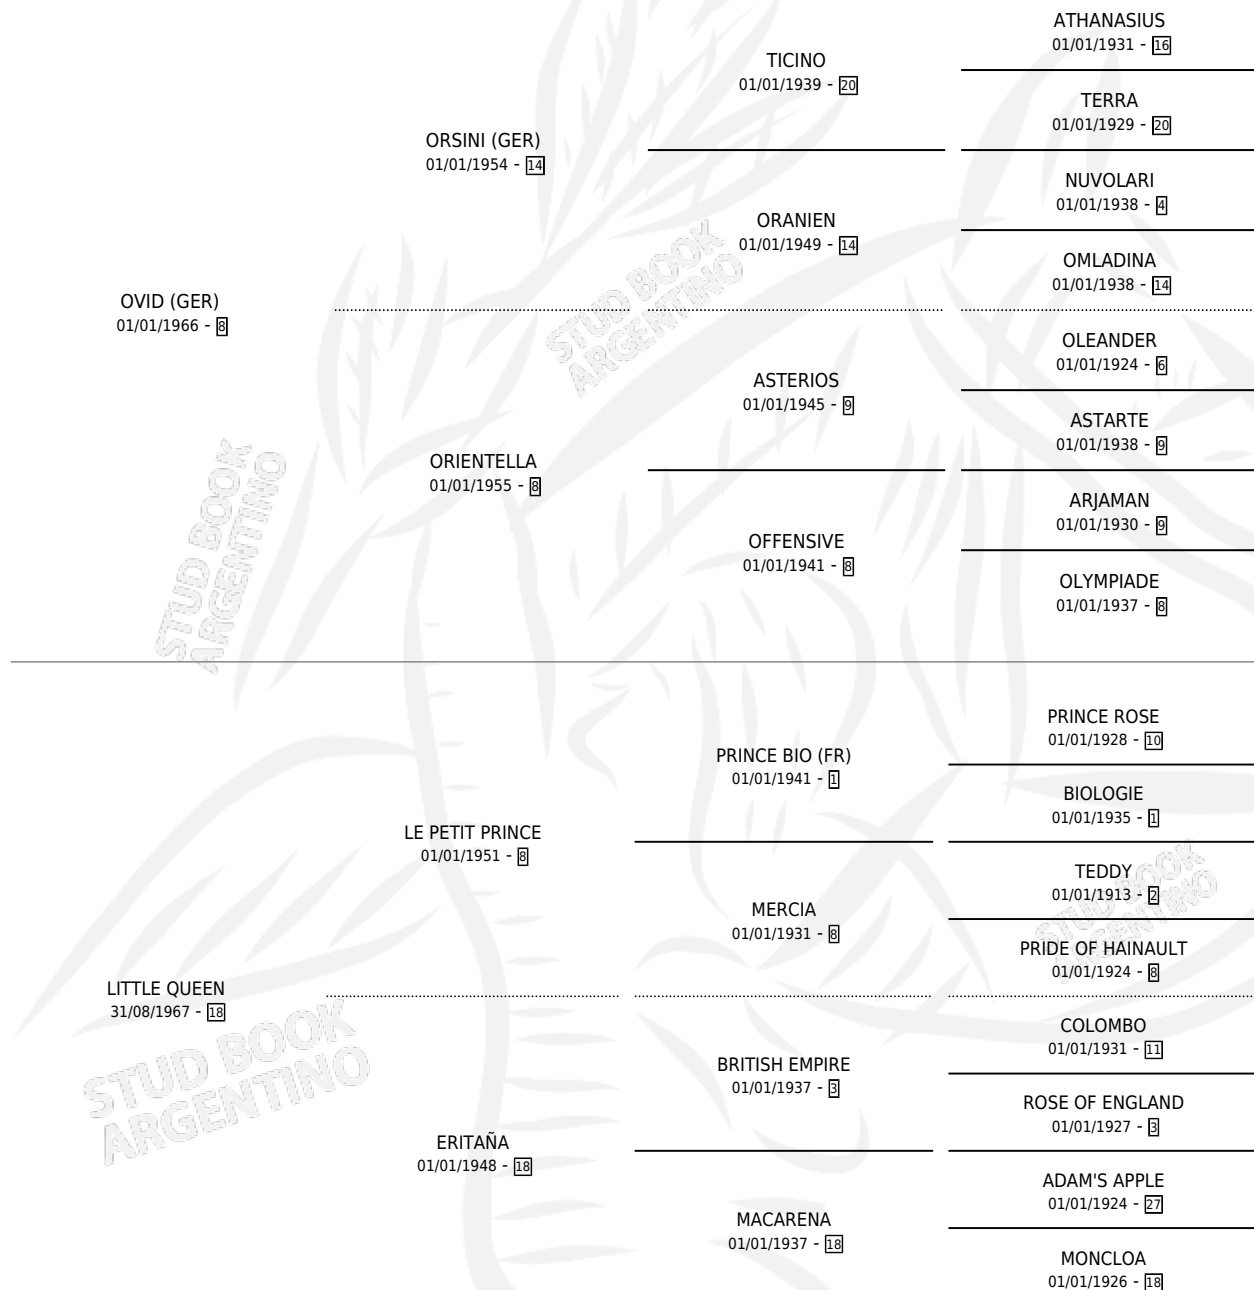 ATHANASIUS
01/01/1931 - 16
TICINO
01/01/1939 - 20
TERRA
01/01/1929 - 20
ORSINI (GER)
01/01/1954 - 14
NUVOLARI
01/01/1938 - 4
ORANIEN
01/01/1949 - 14
OMLADINA
01/01/1938 - 14
OVID (GER)
01/01/1966 - 8
OLEANDER
01/01/1924 - 6
ASTERIOS
01/01/1945 - 9
ASTARTE
01/01/1938 - 9
ORIENTELLA
01/01/1955 - 8
ARJAMAN
01/01/1930 - 9
OFFENSIVE
01/01/1941 - 8
OLYMPIADE
01/01/1937 - 8
PRINCE ROSE
01/01/1928 - 10
PRINCE BIO (FR)
01/01/1941 - 1
BIOLOGIE
01/01/1935 - 1
LE PETIT PRINCE
01/01/1951 - 8
TEDDY
01/01/1913 - 2
MERCIA
01/01/1931 - 8
PRIDE OF HAINAULT
01/01/1924 - 8
LITTLE QUEEN
31/08/1967 - 18
COLOMBO
01/01/1931 - 11
BRITISH EMPIRE
01/01/1937 - 3
ROSE OF ENGLAND
01/01/1927 - 3
ERITAÑA
01/01/1948 - 18
ADAM'S APPLE
01/01/1924 - 27
MACARENA
01/01/1937 - 18
MONCLOA
01/01/1926 - 18
STUD BOOK
ARGENTINO
STUD BOOK
ARGENTINO
STUD BOOK
ARGENTINO
STUD BOOK
ARGENTINO